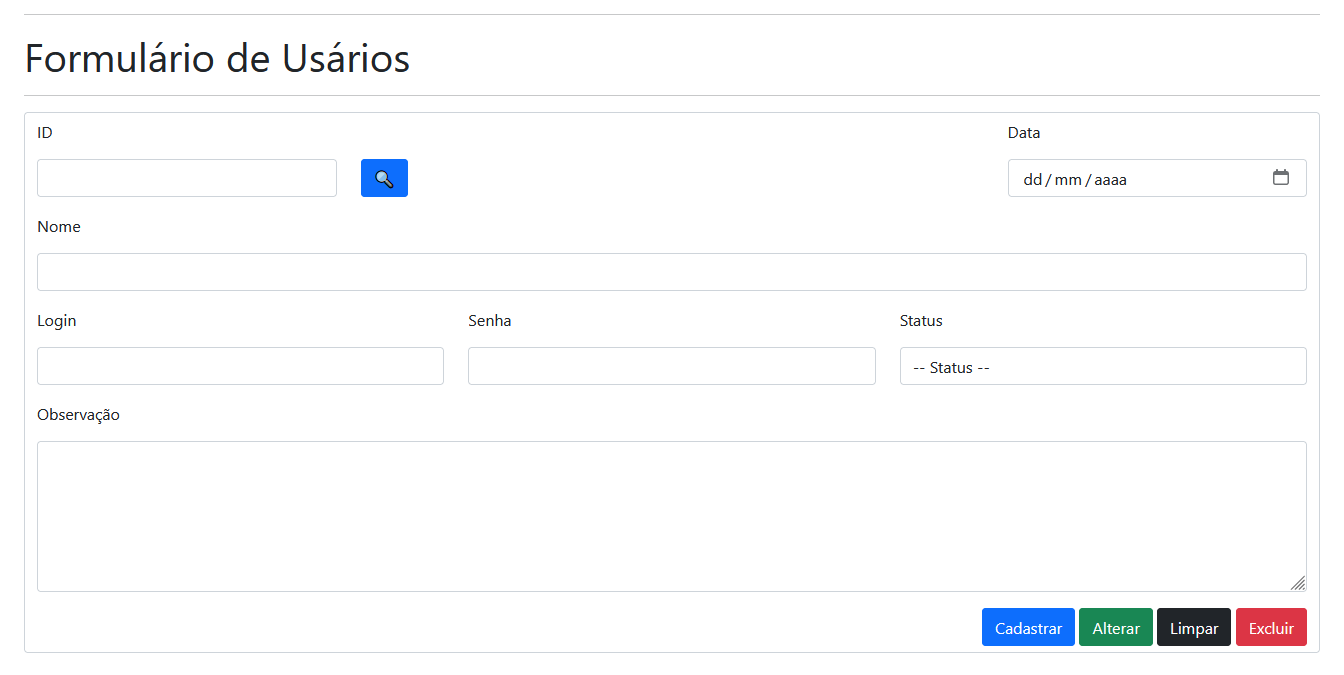 Formulário de Usários
ID
Data
dd/mm/aaaa
Nome
Login
Senha
Status
-- Status --
Observação
Cadastrar
Alterar
Limpar
Excluir